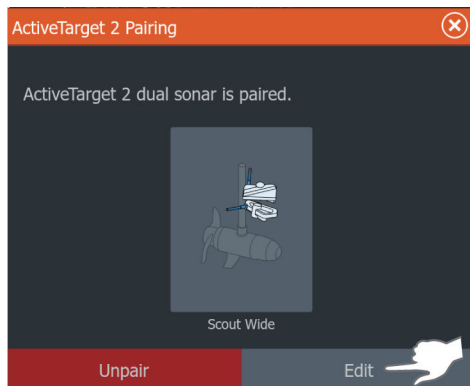 ActiveTarget 2 Pairing
ActiveTarget 2 dual sonar is paired.
Scout Wide
Unpair
Edit